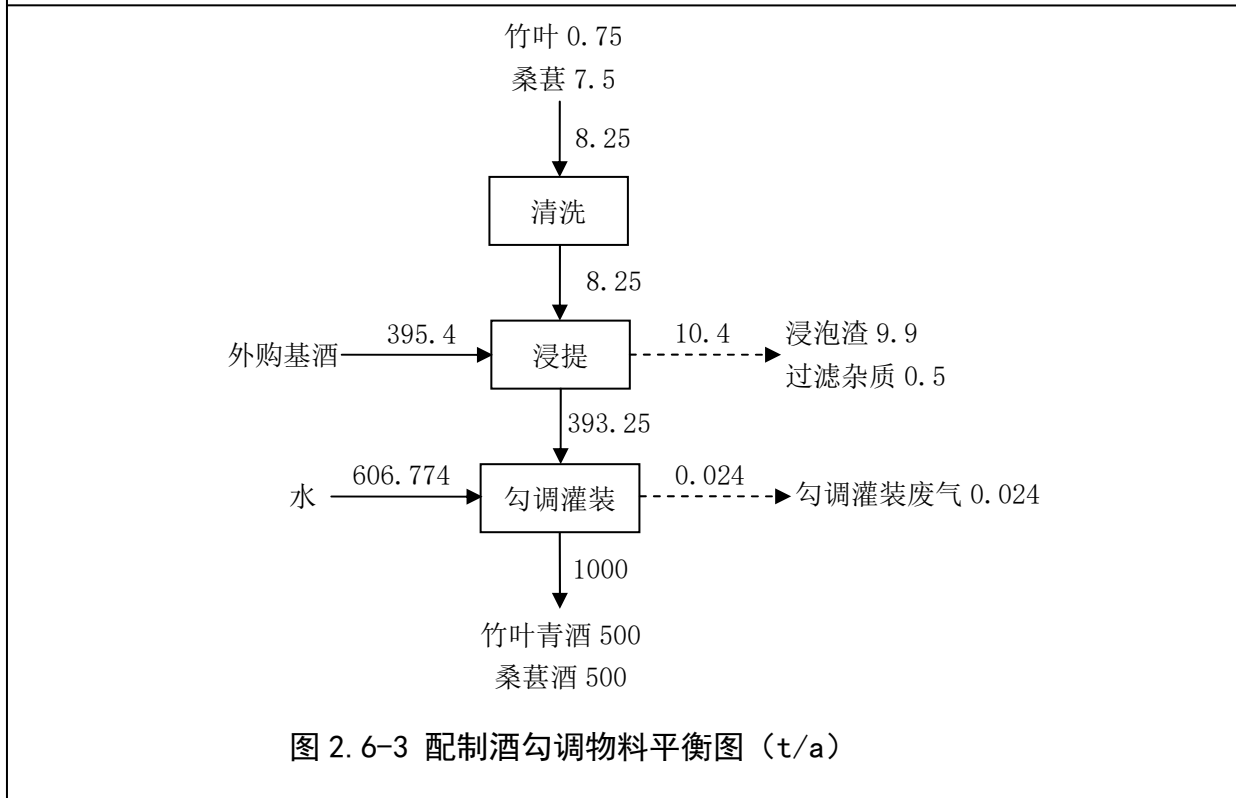 竹叶 0.75
桑葚 7.5
8.25
清洗
8.25
外购基酒
395.4
浸提
10.4
浸泡渣 9.9
过滤杂质 0.5
393.25
水
606.774
勾调灌装
0.024
勾调灌装废气 0.024
1000
竹叶青酒 500
桑葚酒 500
图 2.6-3 配制酒勾调物料平衡图（t/a）